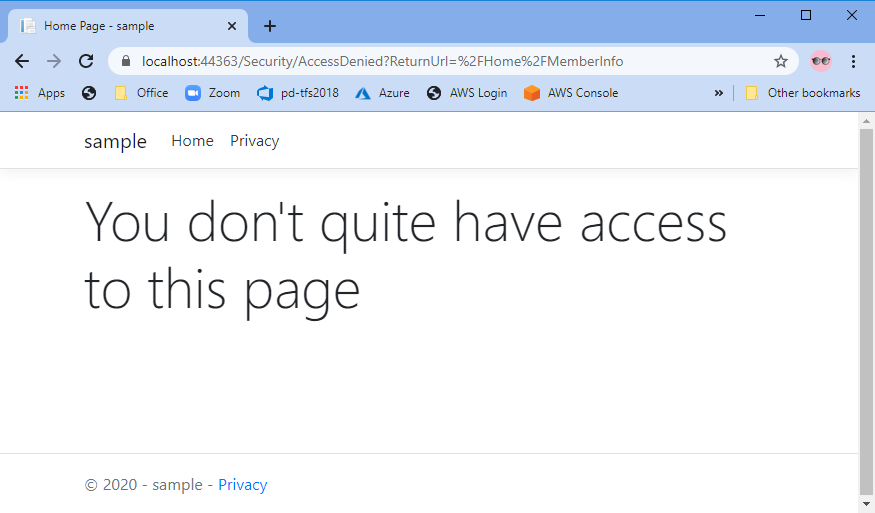 Home Page - sample
localhost:44363/Security/AccessDenied?ReturnUrl=%2FHome%2FMemberInfo
Apps Office Zoom pd-tfs2018 Azure AWS Login AWS Console » Other bookmarks
sample Home Privacy
You don't quite have access
to this page
© 2020 - sample - Privacy